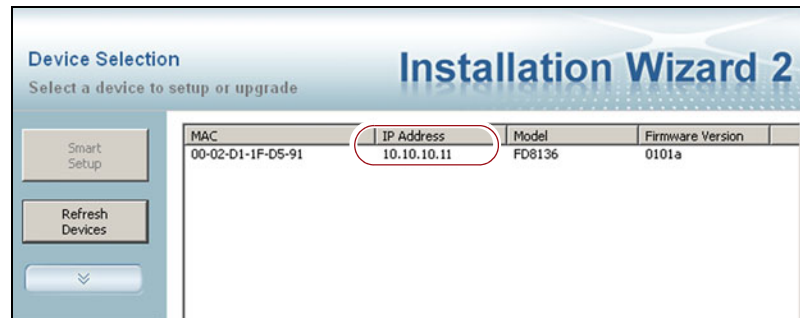 Device Selection
Installation Wizard 2
Select a device to setup or upgrade
Smart
Setup
Refresh
Devices
MAC IP Address Model Firmware Version
00-02-D1-1F-D5-91 10.10.10.11 FD8136 0101a